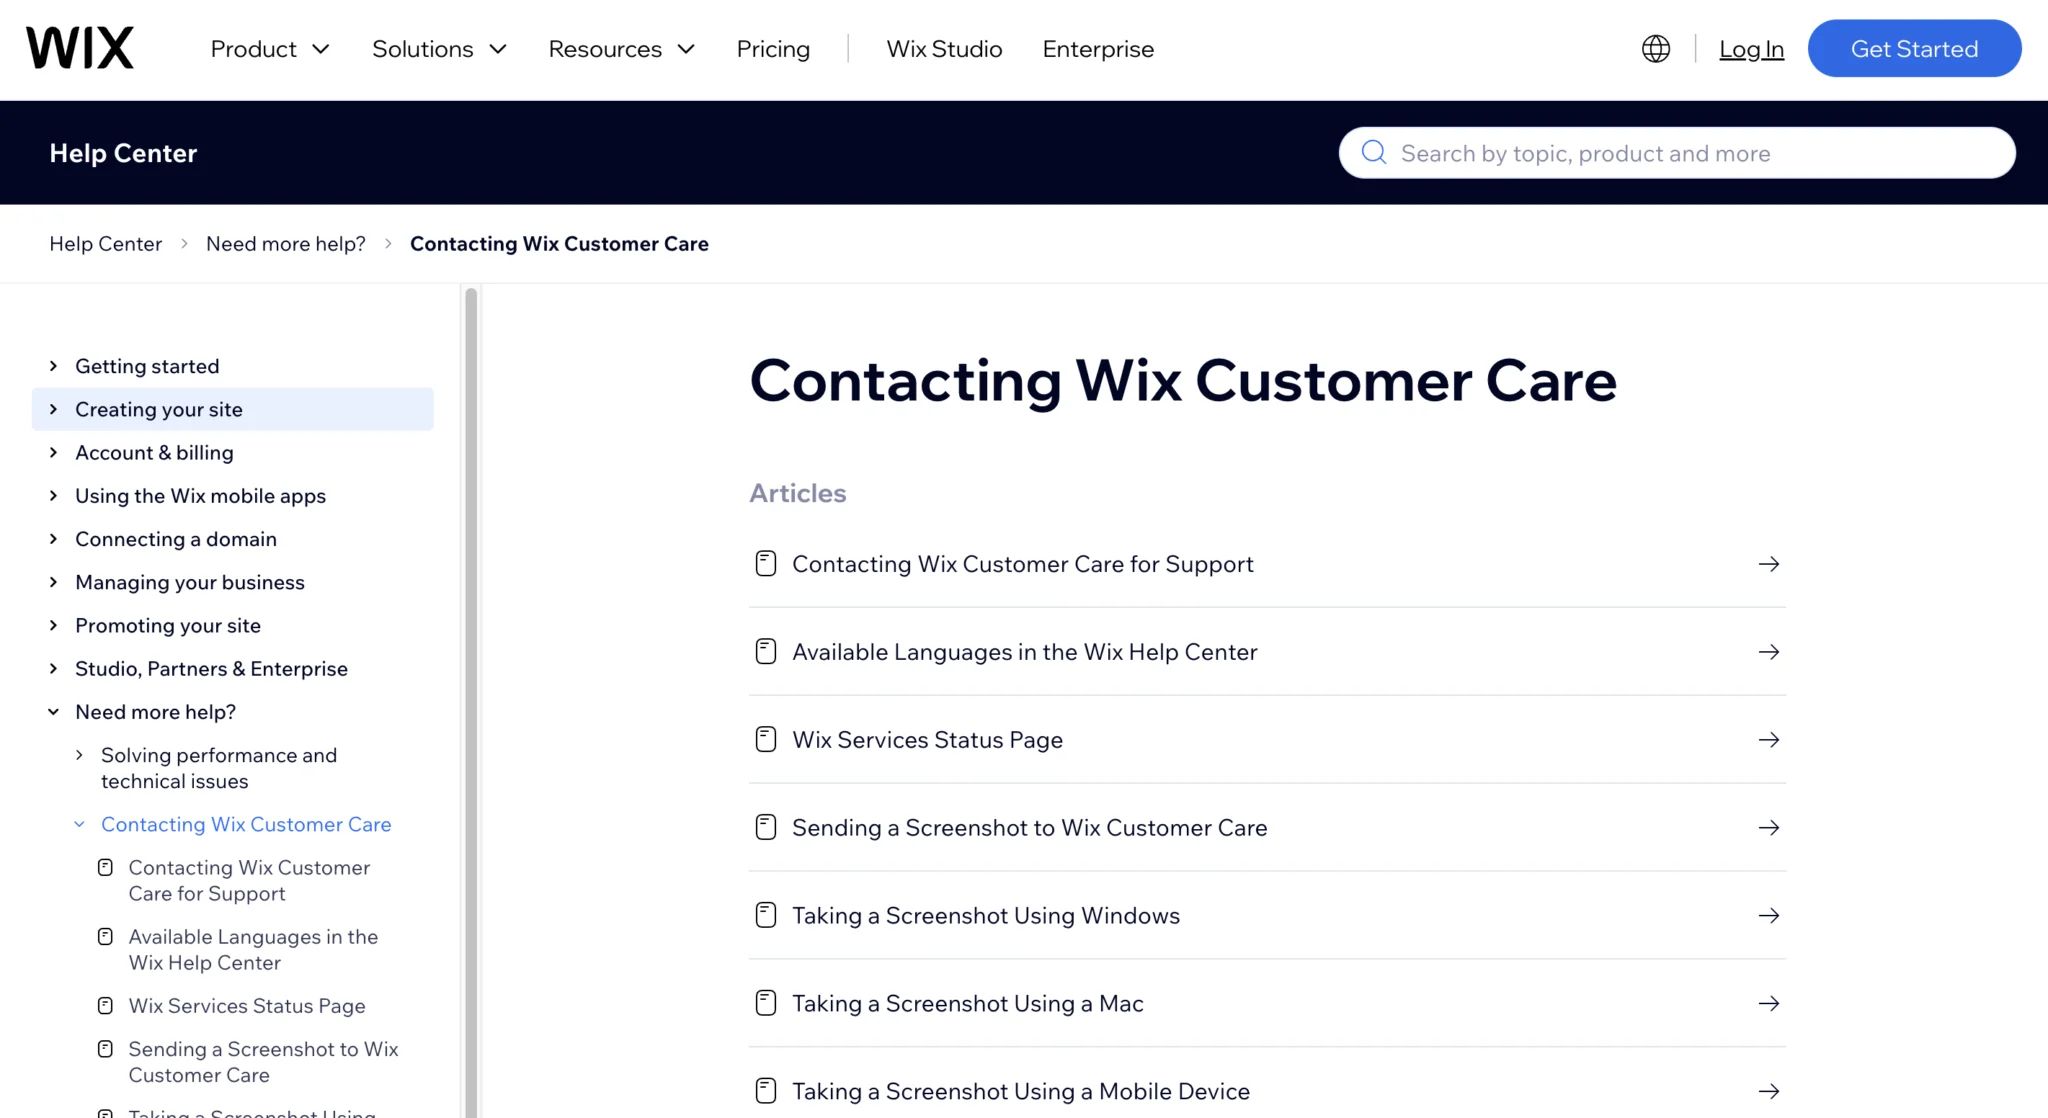 WIX
Product
Solutions
Resources
Pricing
Wix Studio
Enterprise
Log In
Get Started
Help Center
Search by topic, product and more
Help Center
Need more help?
Contacting Wix Customer Care
Getting started
Creating your site
Account & billing
Using the Wix mobile apps
Connecting a domain
Managing your business
Promoting your site
Studio, Partners & Enterprise
Need more help?
Solving performance and
technical issues
Contacting Wix Customer Care
Contacting Wix Customer
Care for Support
Available Languages in the
Wix Help Center
Wix Services Status Page
Sending a Screenshot to Wix
Customer Care
Taking a Screenshot Using
Contacting Wix Customer Care
Articles
Contacting Wix Customer Care for Support
Available Languages in the Wix Help Center
Wix Services Status Page
Sending a Screenshot to Wix Customer Care
Taking a Screenshot Using Windows
Taking a Screenshot Using a Mac
Taking a Screenshot Using a Mobile Device